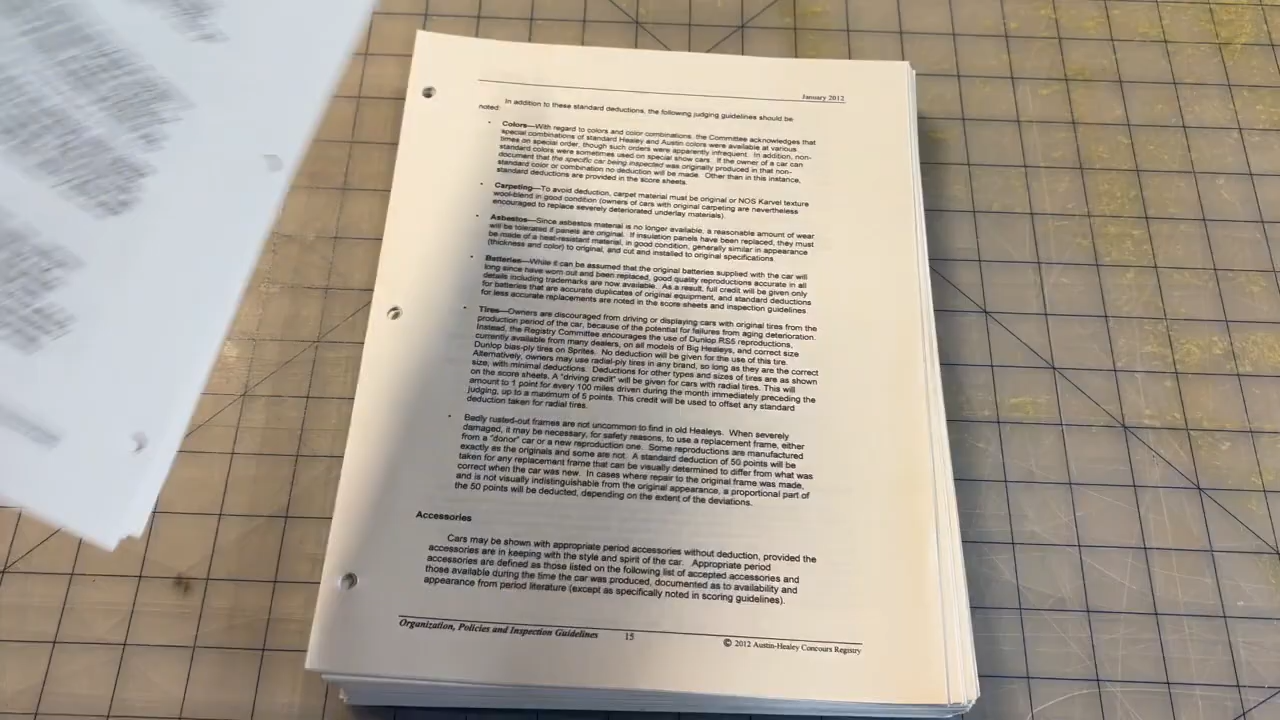 January 2012
In addition to these standard deductions, the following judging guidelines should be
noted:
• Colors—With regard to colors and color combinations, the Committee acknowledges that
special combinations of standard Healey and Austin colors were available at various
times on special order, though such orders were apparently infrequent. In addition, non-
standard colors were sometimes used on special show cars. If the owner of a car can
document that the specific car being inspected was originally produced in that non-
standard color or combination no deduction will be made. Other than in this instance,
standard deductions are provided in the score sheets.
• Carpeting—To avoid deduction, carpet material must be original or NOS Karvel texture
wool-blend in good condition (owners of cars with original carpeting are nevertheless
encouraged to replace severely deteriorated underlay materials).
• Asbestos—Since asbestos material is no longer available, a reasonable amount of wear
will be tolerated if panels are original. If insulation panels have been replaced, they must
be made of a heat-resistant material, in good condition, generally similar in appearance
(thickness and color) to original, and cut and installed to original specifications
• Batteries—While it can be assumed that the original batteries supplied with the car will
long since have worn out and been replaced, good quality reproductions accurate in all
details including trademarks are now available. As a result, full credit will be given only
for batteries that are accurate duplicates of original equipment, and standard deductions
for less accurate replacements are noted in the score sheets and inspection guidelines.
• Tires—Owners are discouraged from driving or displaying cars with original tires from the
production period of the car, because of the potential for failures from aging deterioration.
Instead, the Registry Committee encourages the use of Dunlop RS5 reproductions,
currently available from many dealers, on all models of Big Healeys, and correct size
Dunlop bias-ply tires on Sprites. No deduction will be given for the use of this tire.
Alternatively, owners may use radial-ply tires in any brand, so long as they are the correct
size, with minimal deductions. Deductions for other types and sizes of tires are as shown
on the score sheets. A "driving credit" will be given for cars with radial tires. This will
amount to 1 point for every 100 miles driven during the month immediately preceding the
judging, up to a maximum of 5 points. This credit will be used to offset any standard
deduction taken for radial tires.
• Badly rusted-out frames are not uncommon to find in old Healeys. When severely
damaged, it may be necessary, for safety reasons, to use a replacement frame, either
from a "donor" car or a new reproduction one. Some reproductions are manufactured
exactly as the originals and some are not. A standard deduction of 50 points will be
taken for any replacement frame that can be visually determined to differ from what was
correct when the car was new. In cases where repair to the original frame was made,
and is not visually indistinguishable from the original appearance, a proportional part of
the 50 points will be deducted, depending on the extent of the deviations.
Accessories
Cars may be shown with appropriate period accessories without deduction, provided the
accessories are in keeping with the style and spirit of the car. Appropriate period
accessories are defined as those listed on the following list of accepted accessories and
those available during the time the car was produced, documented as to availability and
appearance from period literature (except as specifically noted in scoring guidelines).
Organization, Policies and Inspection Guidelines 15 © 2012 Austin-Healey Concours Registry